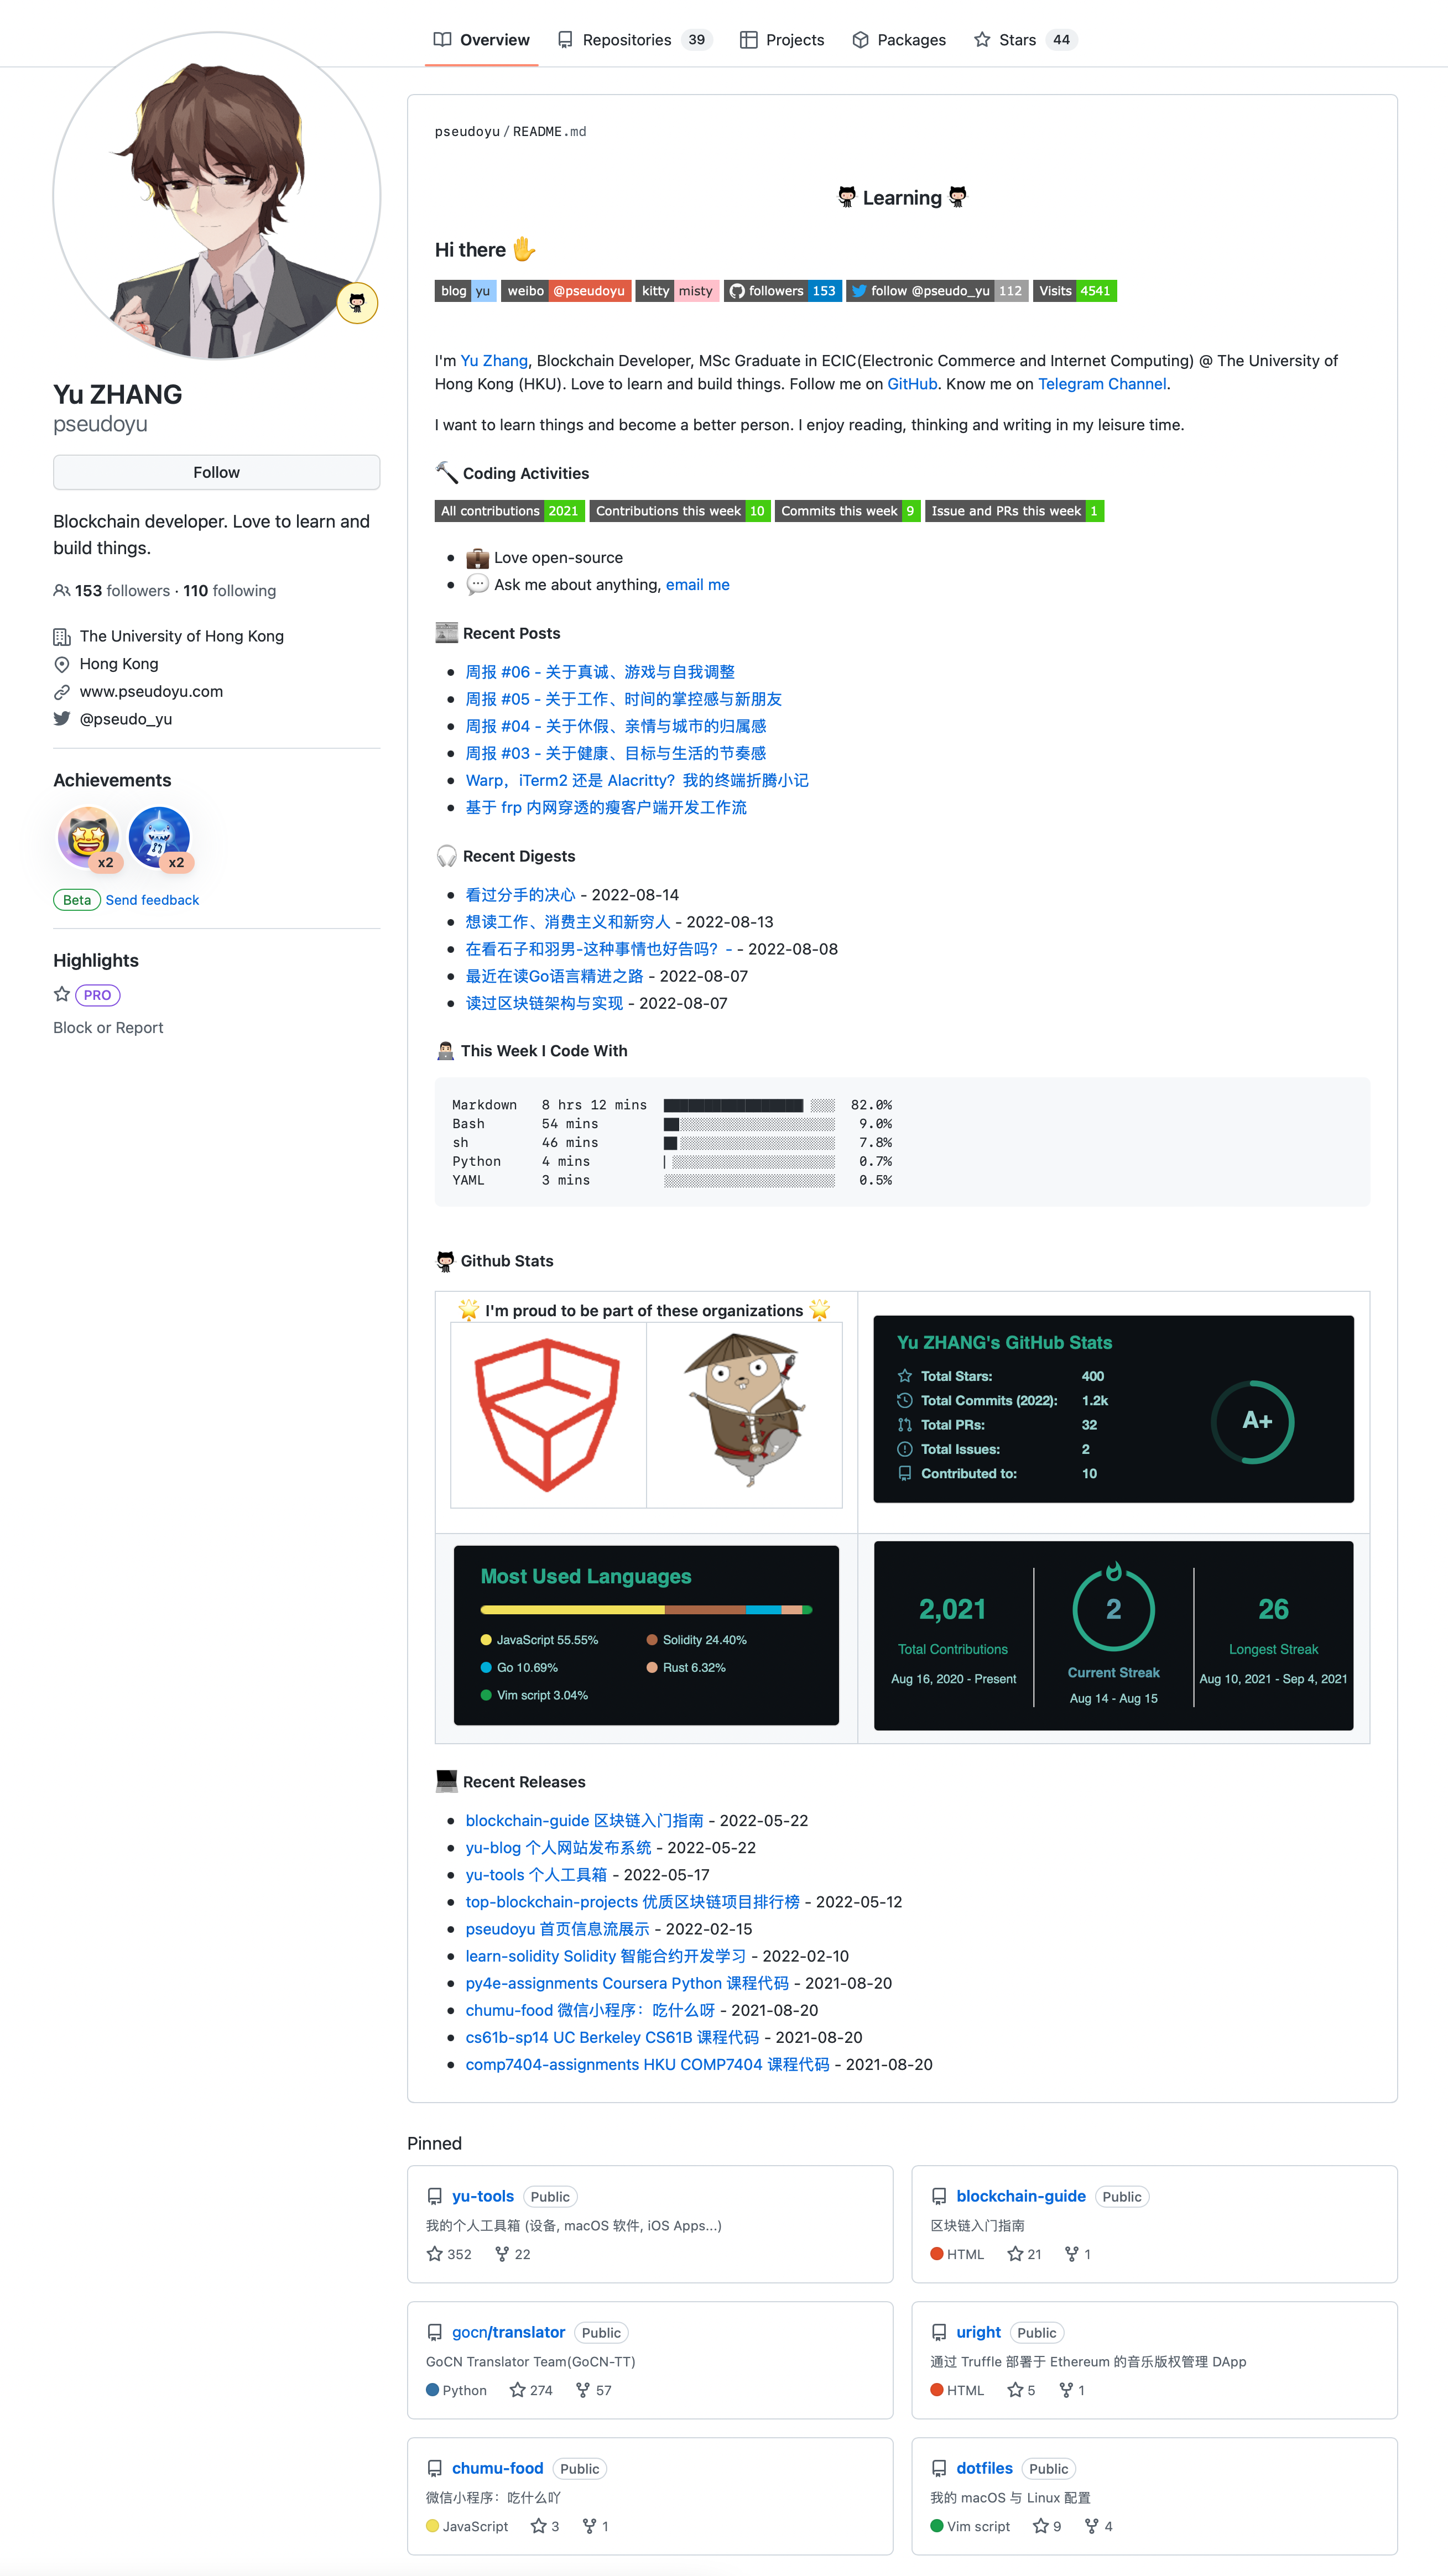 Overview Repositories 39 Projects Packages Stars 44
Yu ZHANG
pseudoyu
Follow
Blockchain developer. Love to learn and
build things.
153 followers · 110 following
The University of Hong Kong
Hong Kong
www.pseudoyu.com
@pseudo_yu
Achievements
x2 x2
Beta Send feedback
Highlights
PRO
Block or Report
pseudoyu / README.md
Learning
Hi there
blog yu weibo @pseudoyu kitty misty followers 153 follow @pseudo_yu 112 Visits 4541
I'm Yu Zhang, Blockchain Developer, MSc Graduate in ECIC(Electronic Commerce and Internet Computing) @ The University of
Hong Kong (HKU). Love to learn and build things. Follow me on GitHub. Know me on Telegram Channel.
I want to learn things and become a better person. I enjoy reading, thinking and writing in my leisure time.
Coding Activities
All contributions 2021 Contributions this week 10 Commits this week 9 Issue and PRs this week 1
Love open-source
Ask me about anything, email me
Recent Posts
周报 #06 - 关于真诚、游戏与自我调整
周报 #05 - 关于工作、时间的掌控感与新朋友
周报 #04 - 关于休假、亲情与城市的归属感
周报 #03 - 关于健康、目标与生活的节奏感
Warp，iTerm2 还是 Alacritty？我的终端折腾小记
基于 frp 内网穿透的瘦客户端开发工作流
Recent Digests
看过分手的决心 - 2022-08-14
想读工作、消费主义和新穷人 - 2022-08-13
在看石子和羽男-这种事情也好告吗？- - 2022-08-08
最近在读Go语言精进之路 - 2022-08-07
读过区块链架构与实现 - 2022-08-07
This Week I Code With
Markdown 8 hrs 12 mins 82.0%
Bash 54 mins 9.0%
sh 46 mins 7.8%
Python 4 mins 0.7%
YAML 3 mins 0.5%
Github Stats
I'm proud to be part of these organizations
Yu ZHANG's GitHub Stats
Total Stars: 400
Total Commits (2022): 1.2k
Total PRs: 32
Total Issues: 2
Contributed to: 10
A+
Most Used Languages
JavaScript 55.55% Solidity 24.40%
Go 10.69% Rust 6.32%
Vim script 3.04%
2,021
Total Contributions
Aug 16, 2020 - Present
2
Current Streak
Aug 14 - Aug 15
26
Longest Streak
Aug 10, 2021 - Sep 4, 2021
Recent Releases
blockchain-guide 区块链入门指南 - 2022-05-22
yu-blog 个人网站发布系统 - 2022-05-22
yu-tools 个人工具箱 - 2022-05-17
top-blockchain-projects 优质区块链项目排行榜 - 2022-05-12
pseudoyu 首页信息流展示 - 2022-02-15
learn-solidity Solidity 智能合约开发学习 - 2022-02-10
py4e-assignments Coursera Python 课程代码 - 2021-08-20
chumu-food 微信小程序：吃什么呀 - 2021-08-20
cs61b-sp14 UC Berkeley CS61B 课程代码 - 2021-08-20
comp7404-assignments HKU COMP7404 课程代码 - 2021-08-20
Pinned
yu-tools Public
我的个人工具箱 (设备, macOS 软件, iOS Apps...)
352 22
blockchain-guide Public
区块链入门指南
HTML 21 1
gocn/translator Public
GoCN Translator Team(GoCN-TT)
Python 274 57
uright Public
通过 Truffle 部署于 Ethereum 的音乐版权管理 DApp
HTML 5 1
chumu-food Public
微信小程序：吃什么吖
JavaScript 3 1
dotfiles Public
我的 macOS 与 Linux 配置
Vim script 9 4